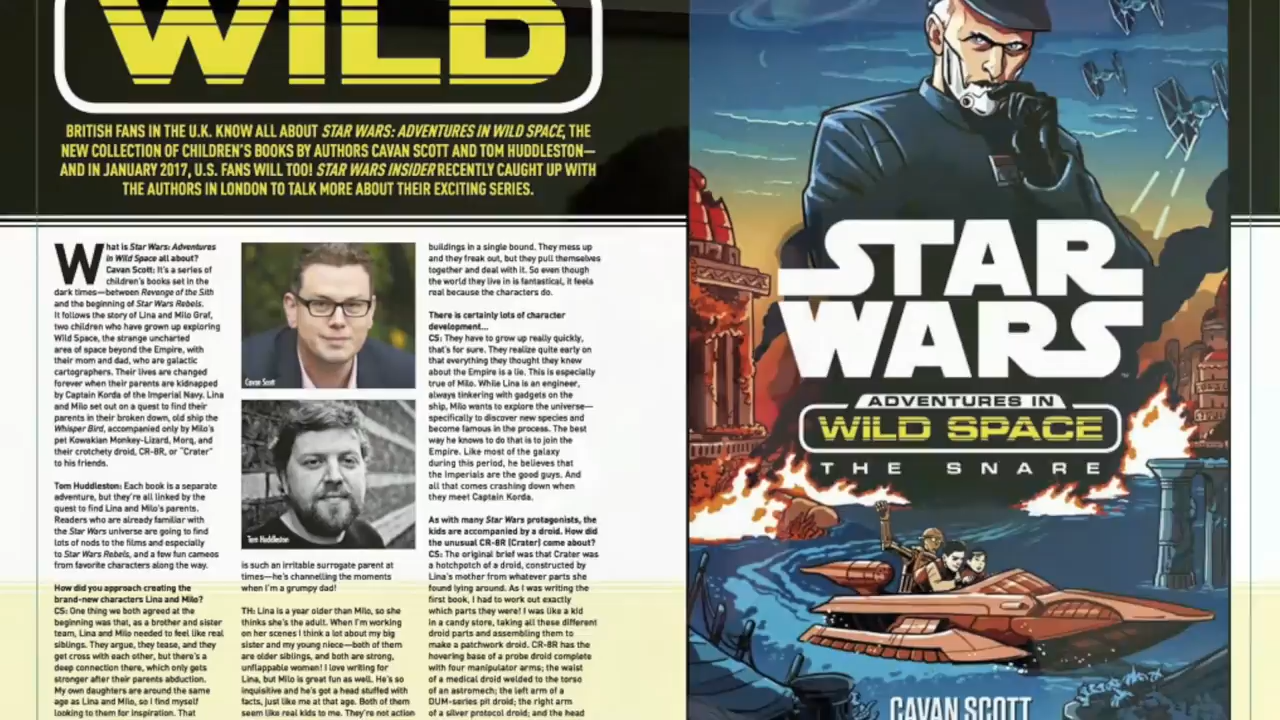 WILD
BRITISH FANS IN THE U.K. KNOW ALL ABOUT STAR WARS: ADVENTURES IN WILD SPACE, THE
NEW COLLECTION OF CHILDREN'S BOOKS BY AUTHORS CAVAN SCOTT AND TOM HUDDLESTON—
AND IN JANUARY 2017, U.S. FANS WILL TOO! STAR WARS INSIDER RECENTLY CAUGHT UP WITH
THE AUTHORS IN LONDON TO TALK MORE ABOUT THEIR EXCITING SERIES.
What is Star Wars: Adventures
in Wild Space all about?
Cavan Scott: It's a series of
children's books set in the
dark times—between Revenge of the Sith
and the beginning of Star Wars Rebels.
It follows the story of Lina and Milo Graf,
two children who have grown up exploring
Wild Space, the strange uncharted
area of space beyond the Empire, with
their mom and dad, who are galactic
cartographers. Their lives are changed
forever when their parents are kidnapped
by Captain Korda of the Imperial Navy. Lina
and Milo set out on a quest to find their
parents in their broken down, old ship the
Whisper Bird, accompanied only by Milo's
pet Kowakian Monkey-Lizard, Morq, and
their crotchety droid, CR-8R, or "Crater"
to his friends.
Tom Huddleston: Each book is a separate
adventure, but they're all linked by the
quest to find Lina and Milo's parents.
Readers who are already familiar with
the Star Wars universe are going to find
lots of nods to the films and especially
to Star Wars Rebels, and a few fun cameos
from favorite characters along the way.
How did you approach creating the
brand-new characters Lina and Milo?
CS: One thing we both agreed at the
beginning was that, as a brother and sister
team, Lina and Milo needed to feel like real
siblings. They argue, they tease, and they
get cross with each other, but there's a
deep connection there, which only gets
stronger after their parents abduction.
My own daughters are around the same
age as Lina and Milo, so I find myself
looking to them for inspiration. That
Cavan Scott
Tom Huddleston
is such an irritable surrogate parent at
times—he's channelling the moments
when I'm a grumpy dad!
TH: Lina is a year older than Milo, so she
thinks she's the adult. When I'm working
on her scenes I think a lot about my big
sister and my young niece—both of them
are older siblings, and both are strong,
unflappable women! I love writing for
Lina, but Milo is great fun as well. He's so
inquisitive and he's got a head stuffed with
facts, just like me at that age. Both of them
seem like real kids to me. They're not action
buildings in a single bound. They mess up
and they freak out, but they pull themselves
together and deal with it. So even though
the world they live in is fantastical, it feels
real because the characters do.
There is certainly lots of character
development...
CS: They have to grow up really quickly,
that's for sure. They realize quite early on
that everything they thought they knew
about the Empire is a lie. This is especially
true of Milo. While Lina is an engineer,
always tinkering with gadgets on the
ship, Milo wants to explore the universe—
specifically to discover new species and
become famous in the process. The best
way he knows to do that is to join the
Empire. Like most of the galaxy
during this period, he believes that
the Imperials are the good guys. And
all that comes crashing down when
they meet Captain Korda.
As with many Star Wars protagonists, the
kids are accompanied by a droid. How did
the unusual CR-8R (Crater) come about?
CS: The original brief was that Crater was
a hotchpotch of a droid, constructed by
Lina's mother from whatever parts she
found lying around. As I was writing the
first book, I had to work out exactly
which parts they were! I was like a kid
in a candy store, taking all these different
droid parts and assembling them to
make a patchwork droid. CR-8R has the
hovering base of a probe droid complete
with four manipulator arms; the waist
of a medical droid welded to the torso
of an astromech; the left arm of a
DUM-series pit droid; the right arm
of a silver protocol droid; and the head
STAR
WARS
ADVENTURES IN
WILD SPACE
THE SNARE
CAVAN SCOTT